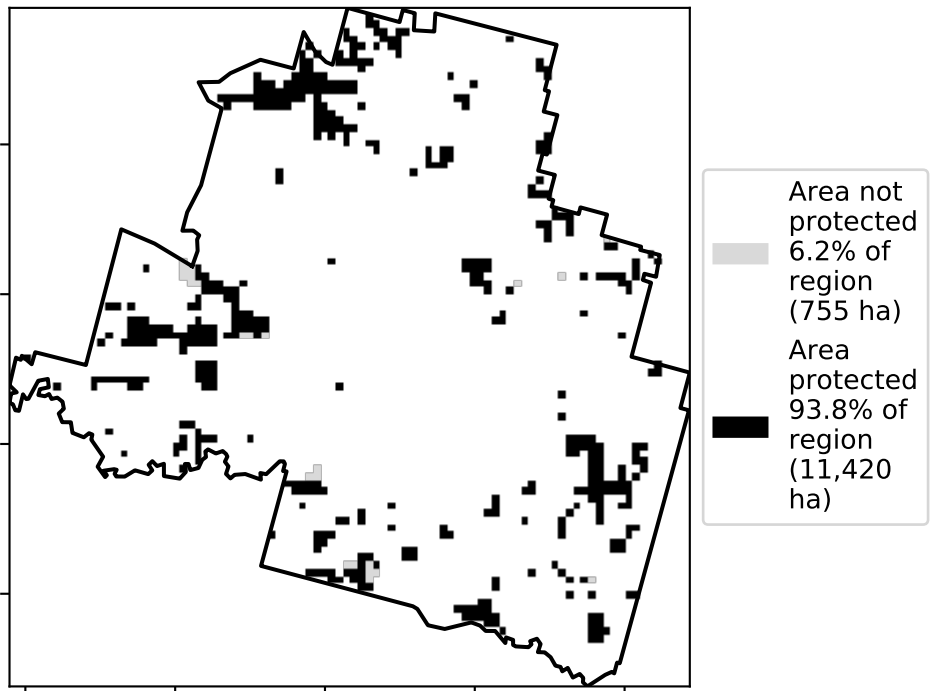 Area not
protected
6.2% of
region
(755 ha)
Area
protected
93.8% of
region
(11,420
ha)